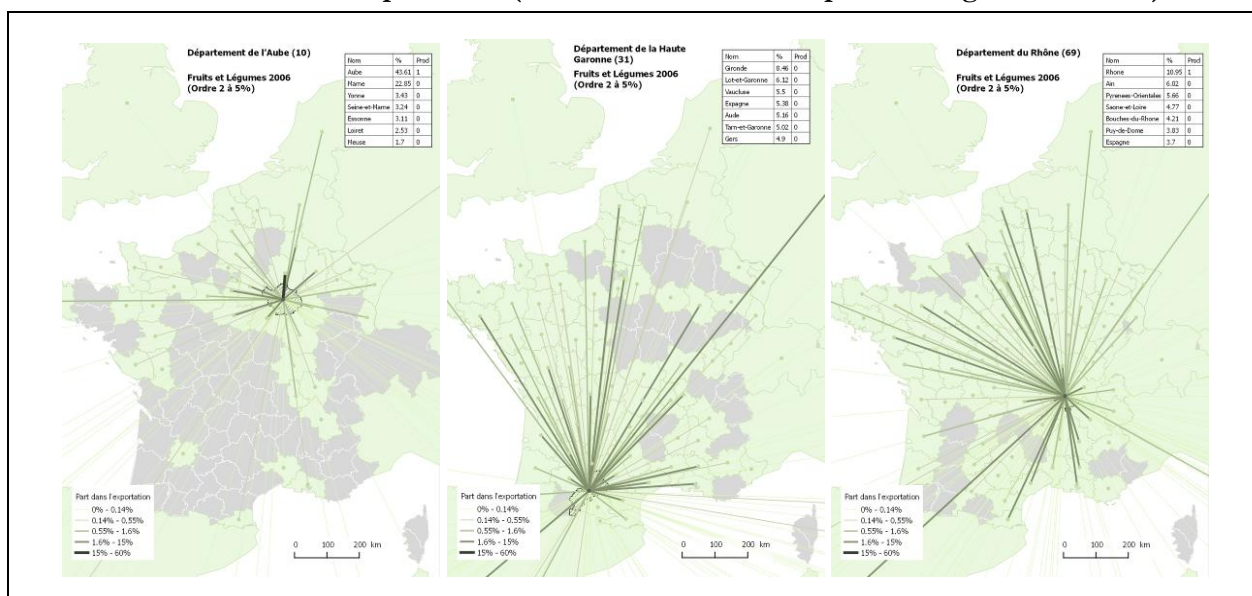 Département de l'Aube (10)
Fruits et Légumes 2006
(Ordre 2 à 5%)
Nom % Prod
Aube 43.61 1
Marne 22.85 0
Yonne 3.43 0
Seine-et-Marne 3.24 0
Essonne 3.11 0
Loiret 2.53 0
Meuse 1.7 0
Part dans l'exportation
0% - 0.14%
0.14% - 0.55%
0.55% - 1.6%
1.6% - 15%
15% - 60%
0 100 200 km
Département de la Haute
Garonne (31)
Fruits et Légumes 2006
(Ordre 2 à 5%)
Nom % Prod
Gironde 8.46 0
Lot-et-Garonne 6.12 0
Vaucluse 5.5 0
Espagne 5.38 0
Aude 5.16 0
Tarn-et-Garonne 5.02 0
Gers 4.9 0
Part dans l'exportation
0% - 0.14%
0.14% - 0.55%
0.55% - 1.6%
1.6% - 15%
15% - 60%
0 100 200 km
Département du Rhône (69)
Fruits et Légumes 2006
(Ordre 2 à 5%)
Nom % Prod
Rhone 10.95 1
Ain 6.02 0
Pyrenees-Orientales 5.66 0
Saone-et-Loire 4.77 0
Bouches-du-Rhone 4.21 0
Puy-de-Dome 3.83 0
Espagne 3.7 0
Part dans l'exportation
0% - 0.14%
0.14% - 0.55%
0.55% - 1.6%
1.6% - 15%
15% - 60%
0 100 200 km